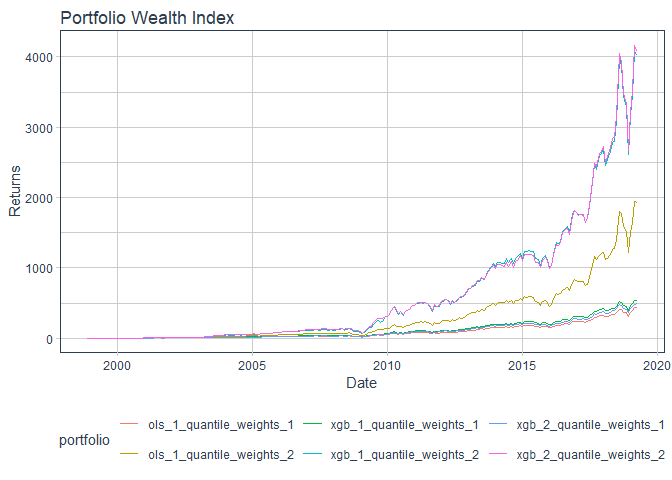 Portfolio Wealth Index
4000
3000
2000
1000
0
Returns
2000 2005 2010 2015 2020
Date
portfolio
ols_1_quantile_weights_1 xgb_1_quantile_weights_1 xgb_2_quantile_weights_1
ols_1_quantile_weights_2 xgb_1_quantile_weights_2 xgb_2_quantile_weights_2